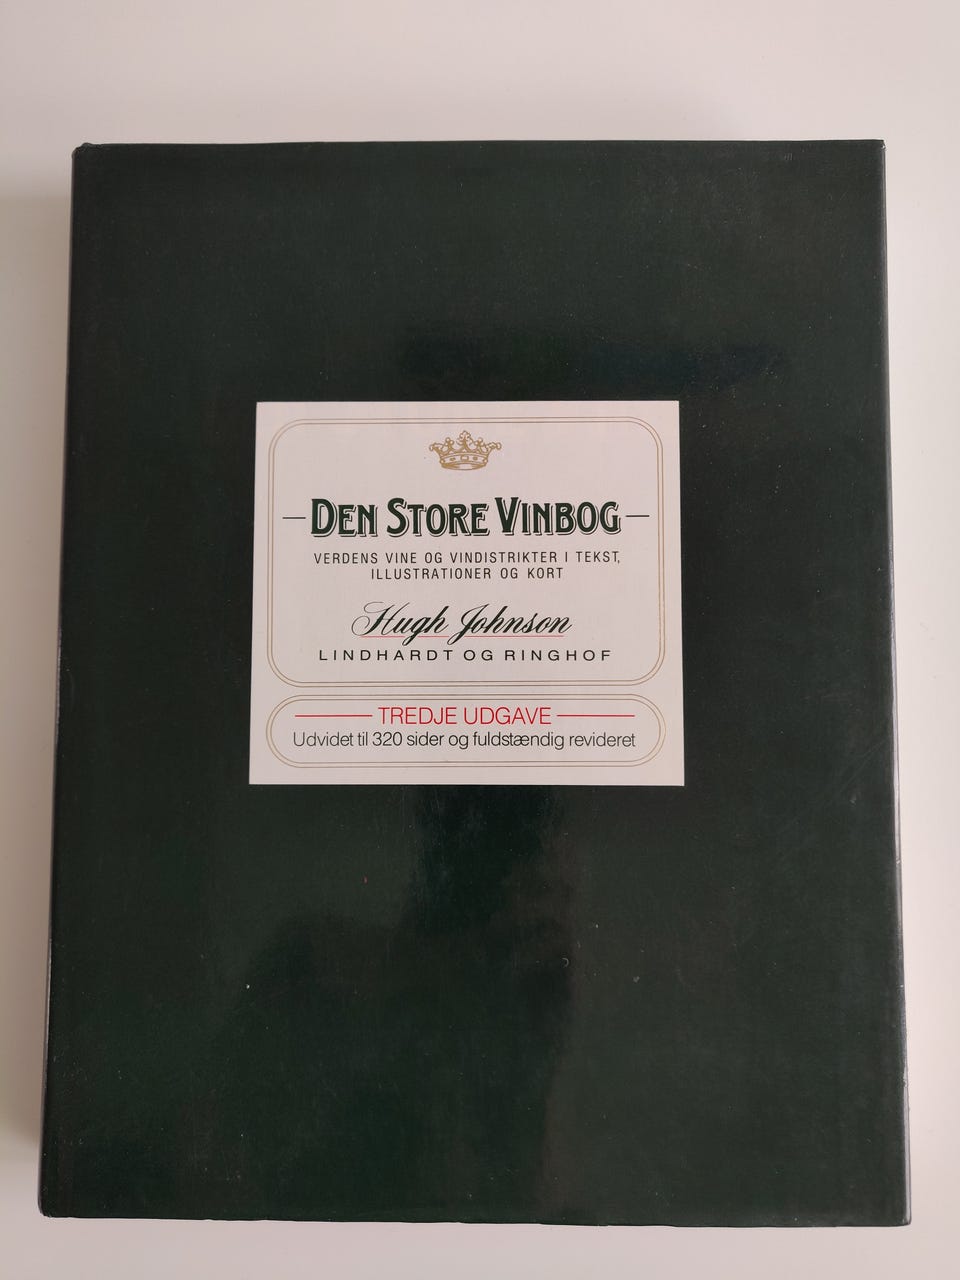 DEN STORE VINBOG
VERDENS VINE OG VINDISTRIKTER I TEKST,
ILLUSTRATIONER OG KORT
Hugh Johnson
LINDHARDT OG RINGHOF
TREDJE UDGAVE
Udvidet til 320 sider og fuldstændig revideret